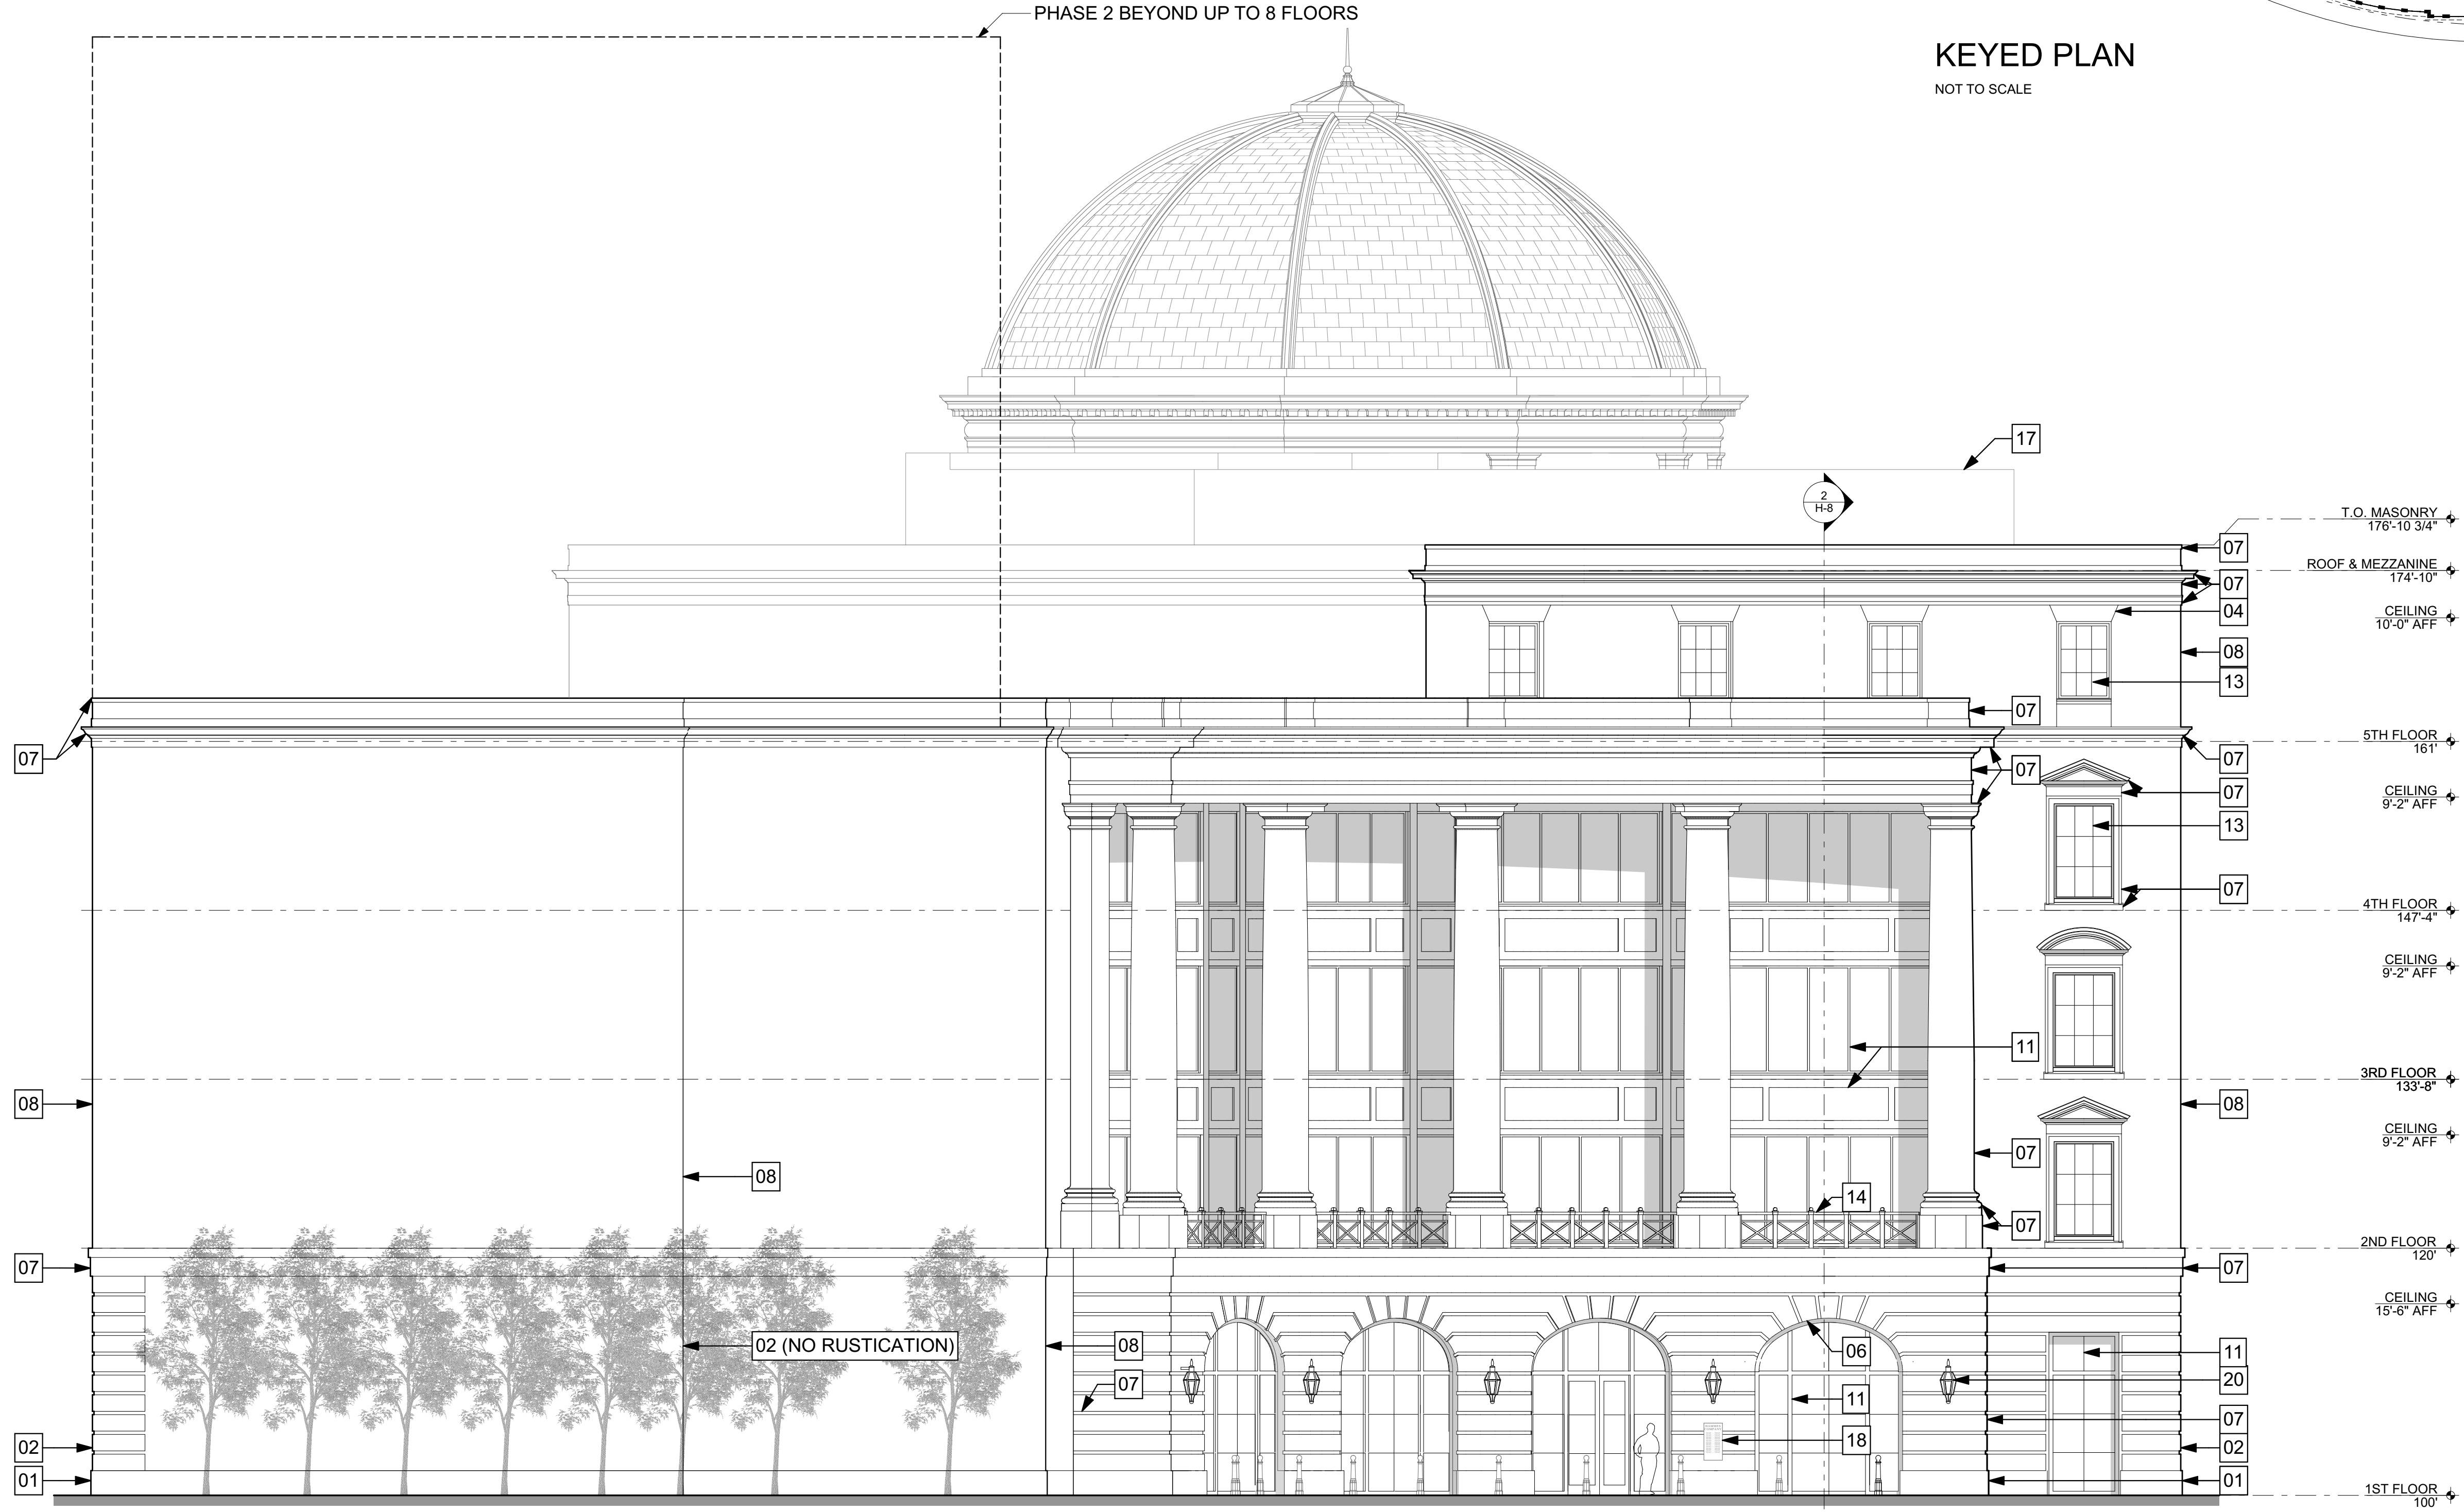 PHASE 2 BEYOND UP TO 8 FLOORS
KEYED PLAN
NOT TO SCALE
17
2
H-8
T.O. MASONRY
176'-10 3/4"
07
ROOF & MEZZANINE
174'-10"
07
04
CEILING
10'-0" AFF
08
13
07
07
5TH FLOOR
161'
07
07
07
CEILING
9'-2" AFF
13
07
4TH FLOOR
147'-4"
CEILING
9'-2" AFF
11
3RD FLOOR
133'-8"
08
08
CEILING
9'-2" AFF
07
08
14
07
2ND FLOOR
120'
07
07
CEILING
15'-6" AFF
02 (NO RUSTICATION)
08
06
11
20
07
11
07
18
02
02
01
01
1ST FLOOR
100'